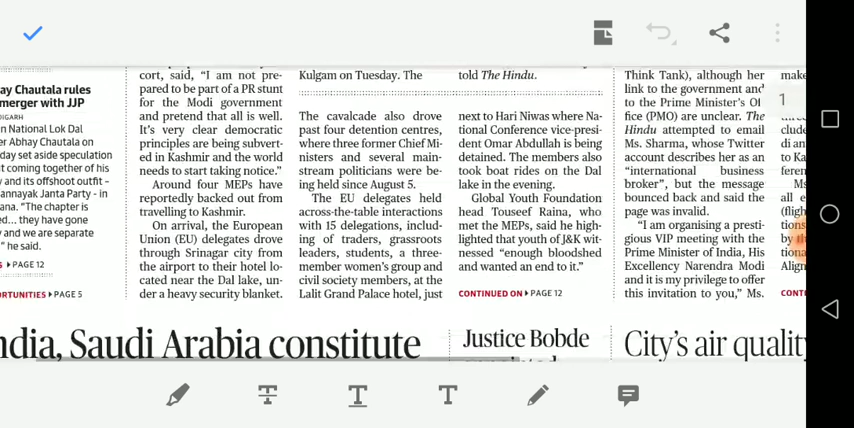 ay Chautala rules
merger with JJP
DIGARH
n National Lok Dal
er Abhay Chautala on
day set aside speculation
t coming together of his
y and its offshoot outfit –
annayak Janta Party - in
ana. “The chapter is
ed... they have gone
y and we are separate
” he said.
S ▸ PAGE 12
ORTUNITIES ▸ PAGE 5
cort, said, “I am not pre-
pared to be part of a PR stunt
for the Modi government
and pretend that all is well.
It’s very clear democratic
principles are being subvert-
ed in Kashmir and the world
needs to start taking notice.”
Around four MEPs have
reportedly backed out from
travelling to Kashmir.
On arrival, the European
Union (EU) delegates drove
through Srinagar city from
the airport to their hotel lo-
cated near the Dal lake, un-
der a heavy security blanket.
Kulgam on Tuesday. The
The cavalcade also drove
past four detention centres,
where three former Chief Mi-
nisters and several main-
stream politicians were be-
ing held since August 5.
The EU delegates held
across-the-table interactions
with 15 delegations, includ-
ing of traders, grassroots
leaders, students, a three-
member women’s group and
civil society members, at the
Lalit Grand Palace hotel, just
told The Hindu.
next to Hari Niwas where Na-
tional Conference vice-presi-
dent Omar Abdullah is being
detained. The members also
took boat rides on the Dal
lake in the evening.
Global Youth Foundation
head Touseef Raina, who
met the MEPs, said he high-
lighted that youth of J&K wit-
nessed “enough bloodshed
and wanted an end to it.”
CONTINUED ON ▸ PAGE 12
Think Tank), although her
link to the government and
to the Prime Minister’s Of
fice (PMO) are unclear. The
Hindu attempted to email
Ms. Sharma, whose Twitter
account describes her as an
“international business
broker”, but the message
bounced back and said the
page was invalid.
“I am organising a presti-
gious VIP meeting with the
Prime Minister of India, His
Excellency Narendra Modi
and it is my privilege to offer
this invitation to you,” Ms.
make
1
clude
di an
to Ka
feren
Ms
all e
(fligh
tions
by th
tiona
Align
CONT
ndia, Saudi Arabia constitute
Justice Bobde
City’s air quality